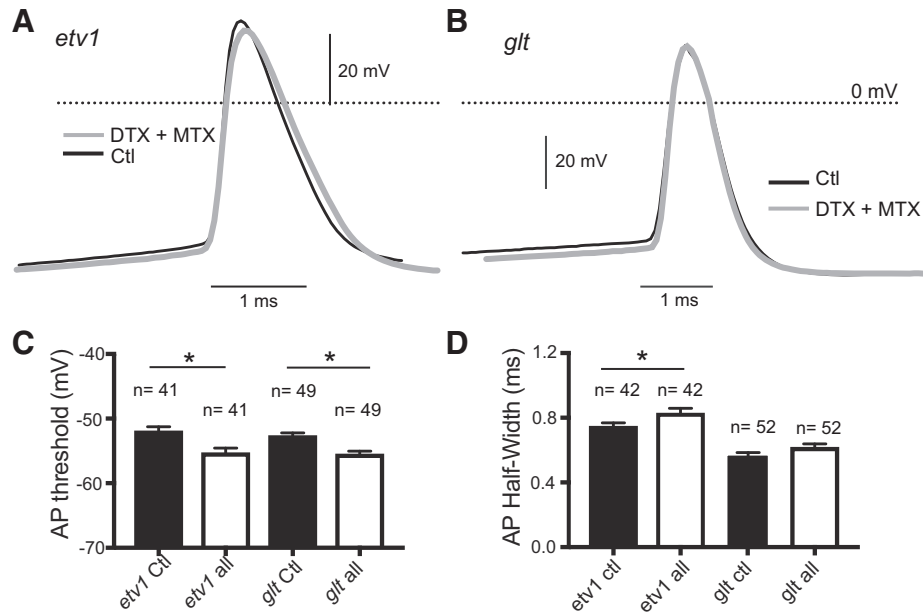 A
etv1
20 mV
DTX + MTX
Ctl
1 ms
B
glt
0 mV
20 mV
Ctl
DTX + MTX
1 ms
C
AP threshold (mV)
-40
-50
-60
-70
*
*
n= 41
n= 41
n= 49
n= 49
etv1 Ctl
etv1 all
glt Ctl
glt all
D
AP Half-Width (ms)
1.2
0.8
0.4
0.0
*
n= 42
n= 42
n= 52
n= 52
etv1 ctl
etv1 all
glt ctl
glt all